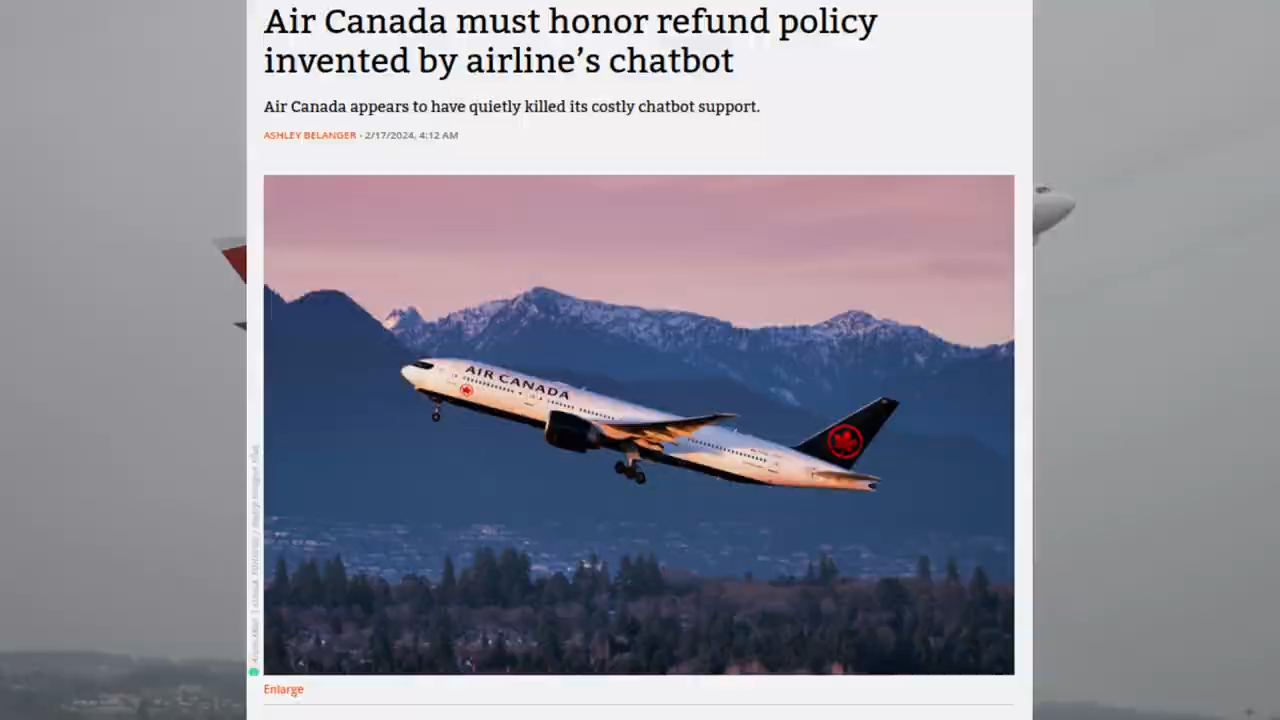 Air Canada must honor refund policy
invented by airline’s chatbot
Air Canada appears to have quietly killed its costly chatbot support.
ASHLEY BELANGER - 2/17/2024, 4:12 AM
AIR CANADA
Enlarge